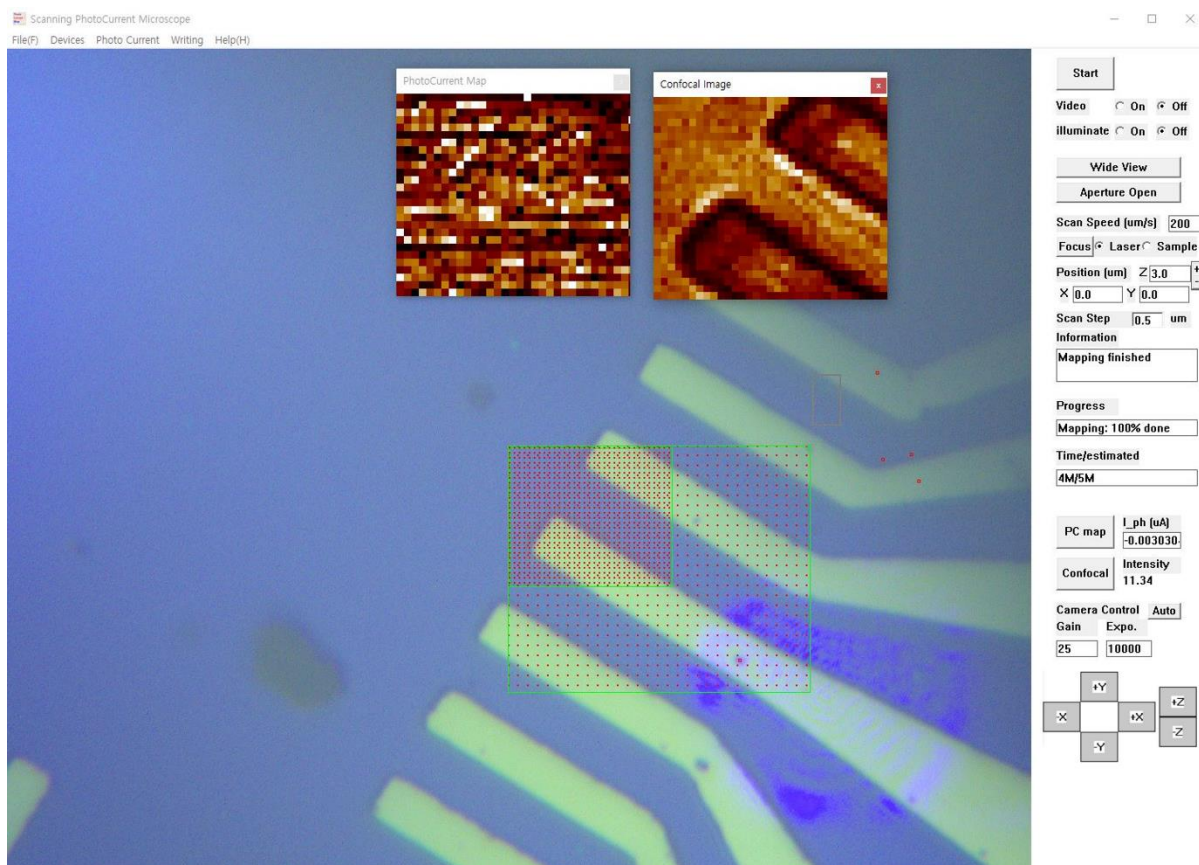 Scanning PhotoCurrent Microscope
File(F) Devices Photo Current Writing Help(H)
PhotoCurrent Map
Confocal Image
Start
Video On Off
illuminate On Off
Wide View
Aperture Open
Scan Speed (um/s) 200
Focus Laser Sample
Position (um) Z 3.0 +
-
X 0.0 Y 0.0
Scan Step 0.5 um
Information
Mapping finished
Progress
Mapping: 100% done
Time/estimated
4M/5M
PC map I_ph (uA)
-0.003030
Confocal Intensity
11.34
Camera Control Auto
Gain Expo.
25 10000
+Y
-X +X +Z
-Y -Z